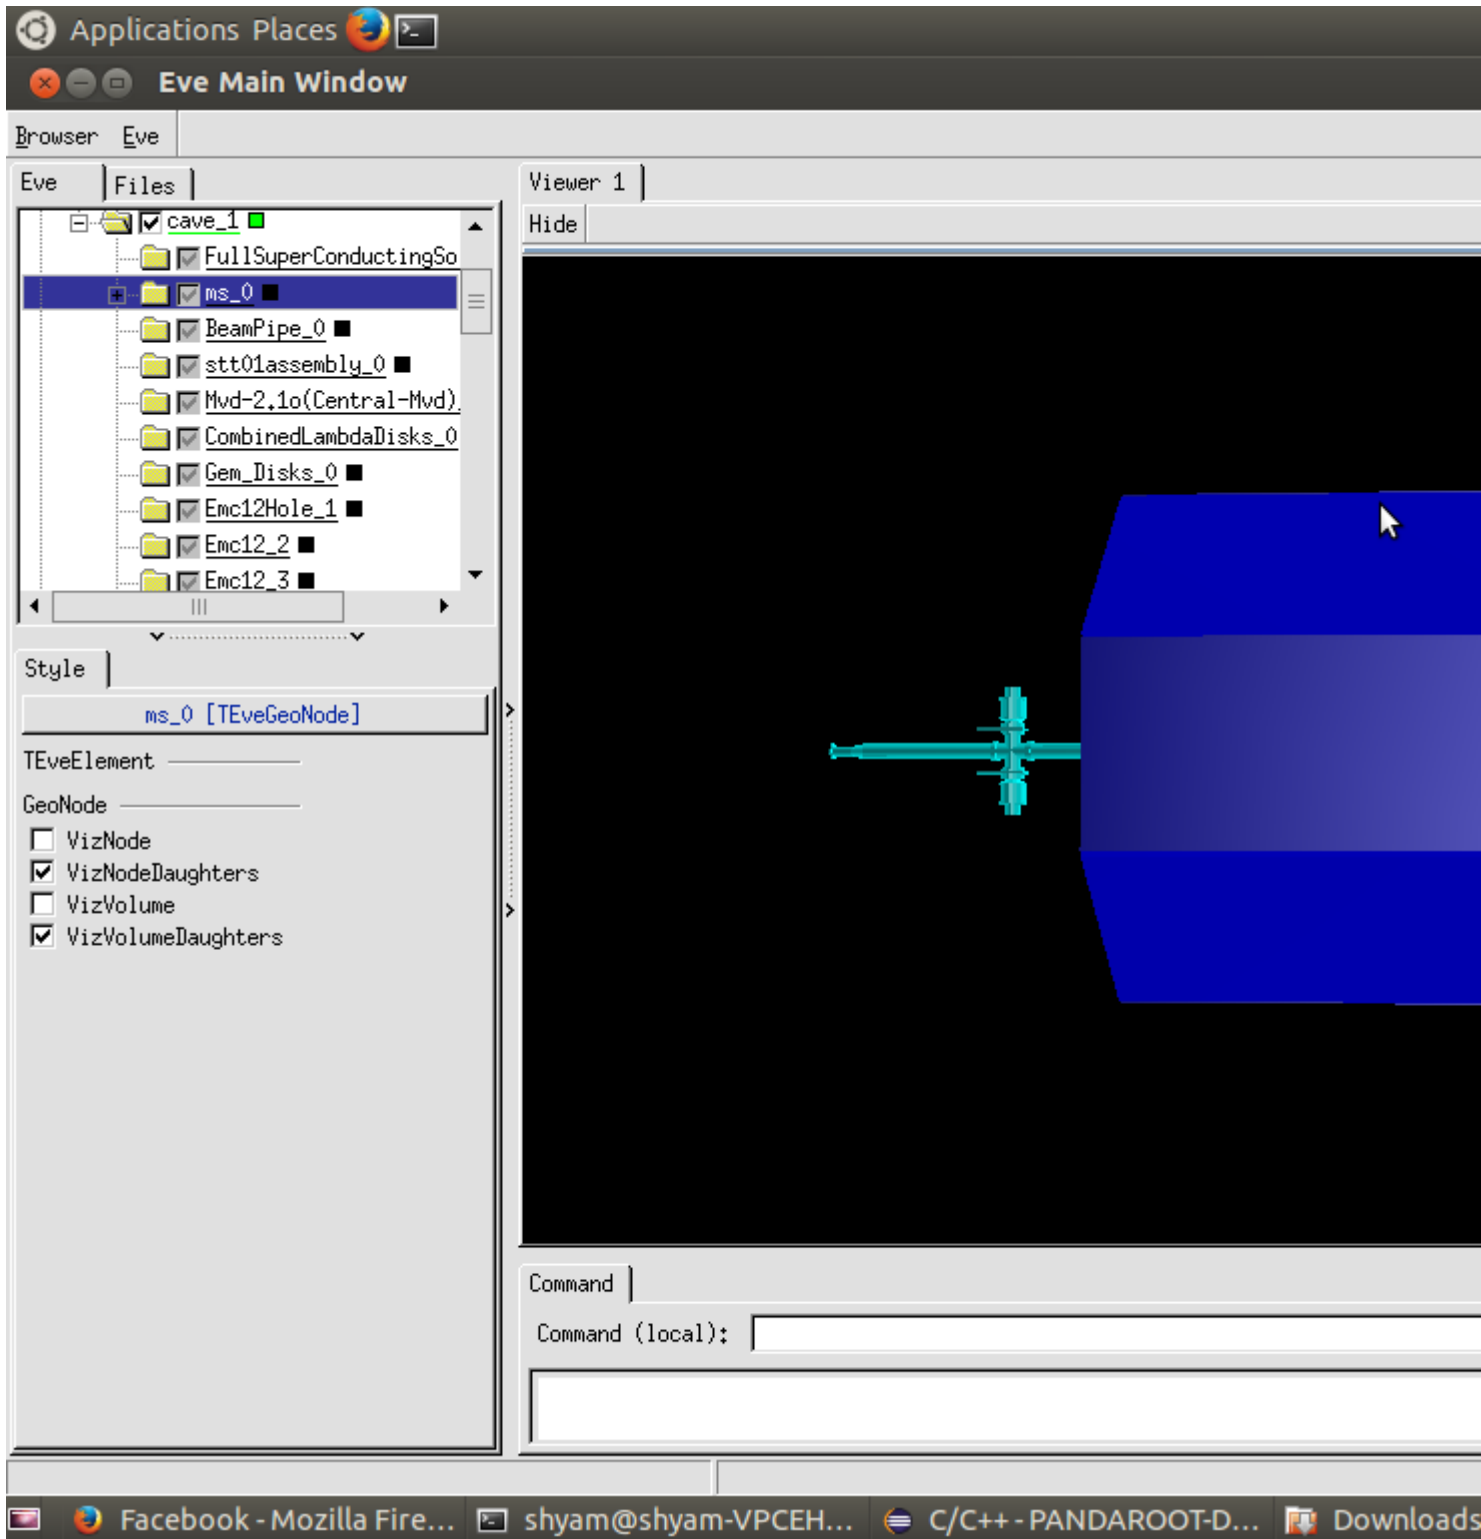 Applications Places
Eve Main Window
Browser Eve
Eve Files
cave_1
FullSuperConductingSo
ms_0
BeamPipe_0
stt01assembly_0
Mvd-2.1o(Central-Mvd)
CombinedLambdaDisks_0
Gem_Disks_0
Emc12Hole_1
Emc12_2
Emc12_3
Style
ms_0 [TEveGeoNode]
TEveElement
GeoNode
VizNode
VizNodeDaughters
VizVolume
VizVolumeDaughters
Viewer 1
Hide
Command
Command (local):
Facebook - Mozilla Fire... shyam@shyam-VPCEH... C/C++ - PANDAROOT-D... Downloads